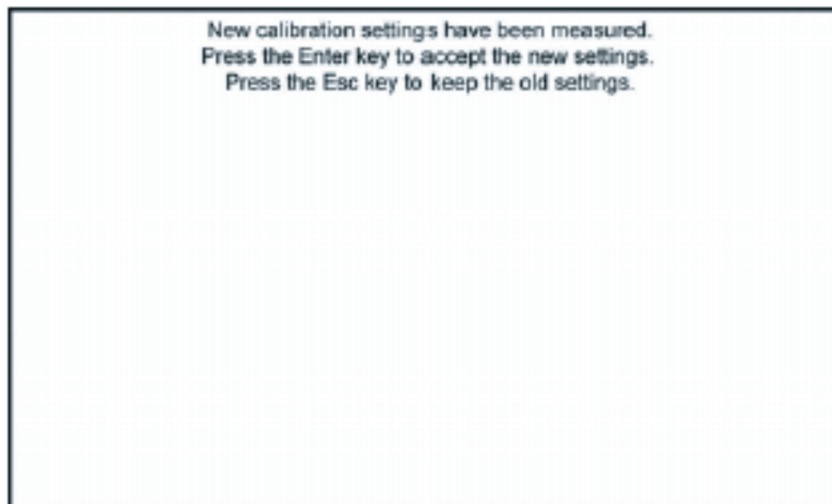 New calibration settings have been measured.
Press the Enter key to accept the new settings.
Press the Esc key to keep the old settings.